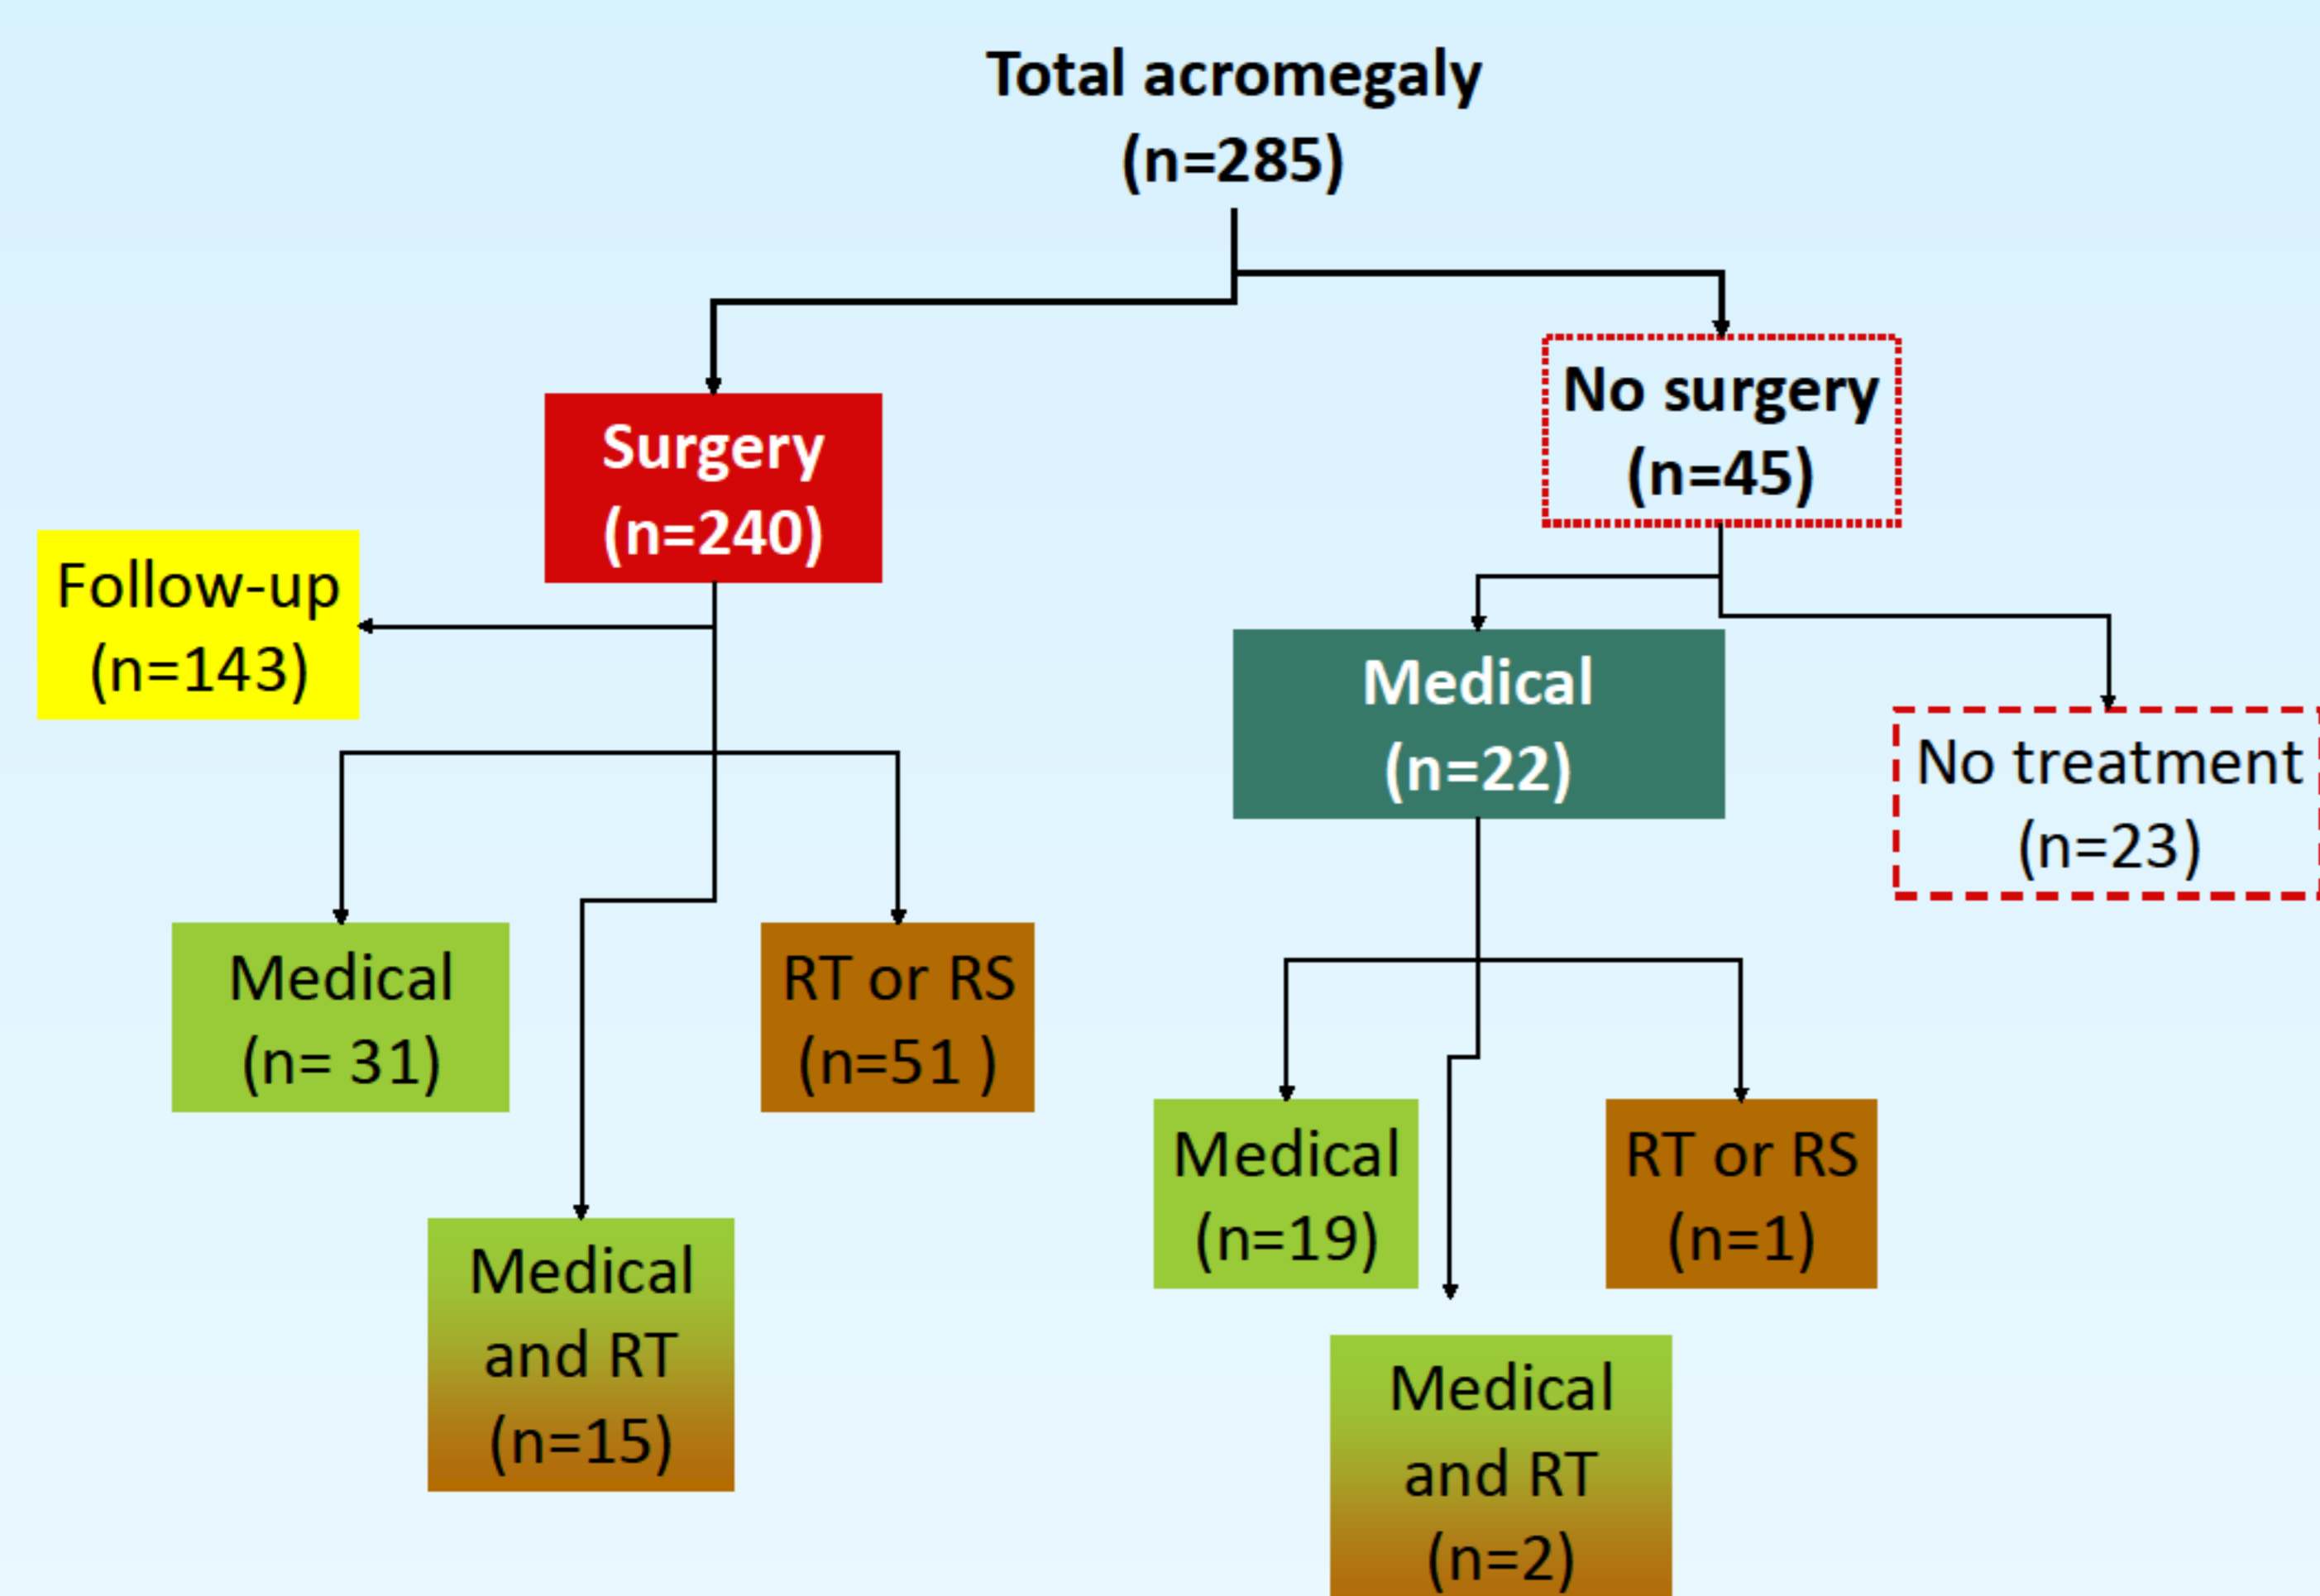 Total acromegaly
(n=285)
Surgery
(n=240)
No surgery
(n=45)
Follow-up
(n=143)
Medical
(n=22)
No treatment
(n=23)
Medical
(n= 31)
RT or RS
(n=51 )
Medical
and RT
(n=15)
Medical
(n=19)
RT or RS
(n=1)
Medical
and RT
(n=2)